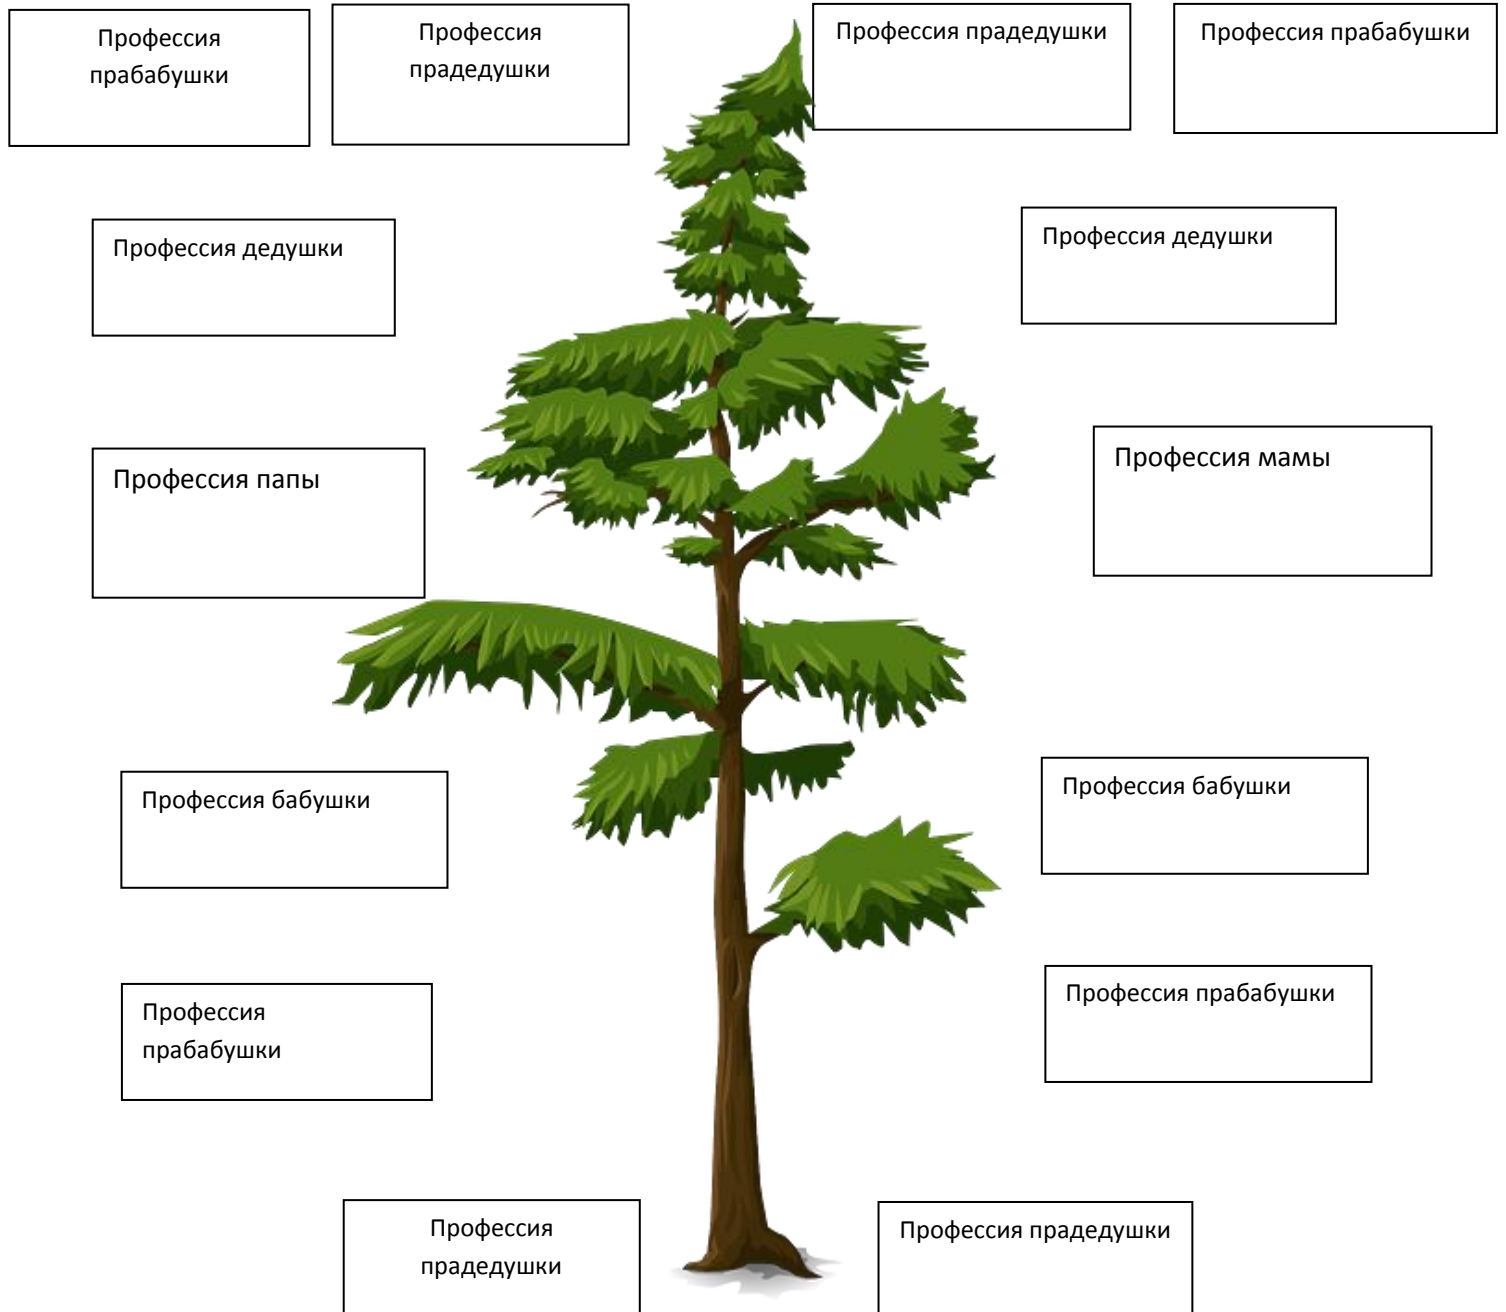 Профессия
прабабушки
Профессия
прадедушки
Профессия прадедушки
Профессия прабабушки
Профессия дедушки
Профессия дедушки
Профессия папы
Профессия мамы
Профессия бабушки
Профессия бабушки
Профессия
прабабушки
Профессия прабабушки
Профессия
прадедушки
Профессия прадедушки